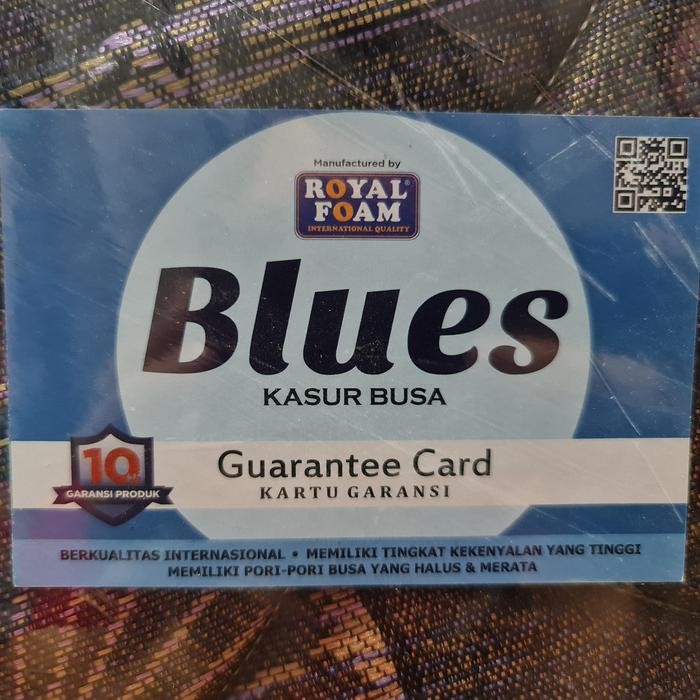 Manufactured by
ROYAL®
FOAM
INTERNATIONAL QUALITY
Blues
KASUR BUSA
10
GARANSI PRODUK
Guarantee Card
KARTU GARANSI
BERKUALITAS INTERNASIONAL • MEMILIKI TINGKAT KEKENYALAN YANG TINGGI
MEMILIKI PORI-PORI BUSA YANG HALUS & MERATA